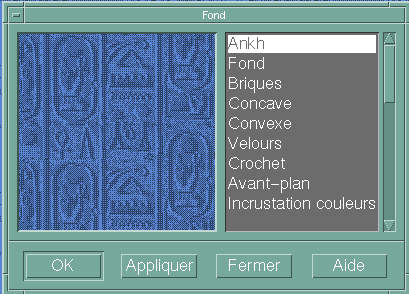 Fond
Ankh
Fond
Briques
Concave
Convexe
Velours
Crochet
Avant-plan
Incrustation couleurs
OK
Appliquer
Fermer
Aide